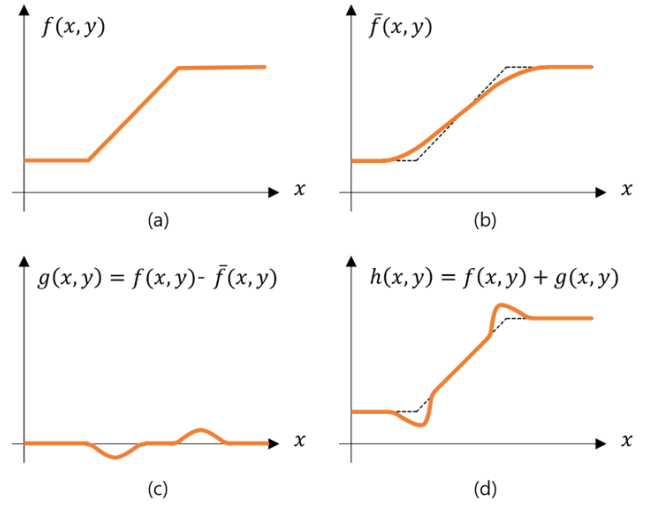 f(x, y)
x
(a)
f̄(x, y)
x
(b)
g(x, y) = f(x, y)- f̄(x, y)
x
(c)
h(x, y) = f(x, y) + g(x, y)
x
(d)